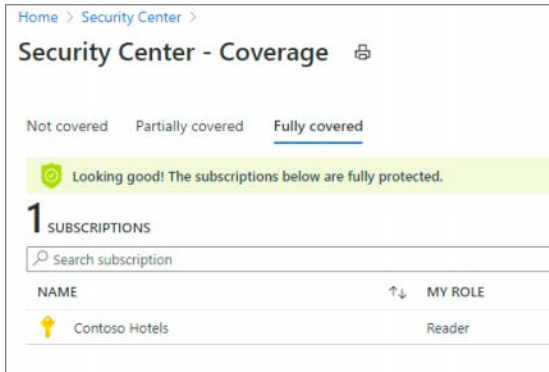 Home > Security Center >
Security Center - Coverage
Not covered Partially covered Fully covered
Looking good! The subscriptions below are fully protected.
1 SUBSCRIPTIONS
Search subscription
NAME ↑↓ MY ROLE
Contoso Hotels Reader